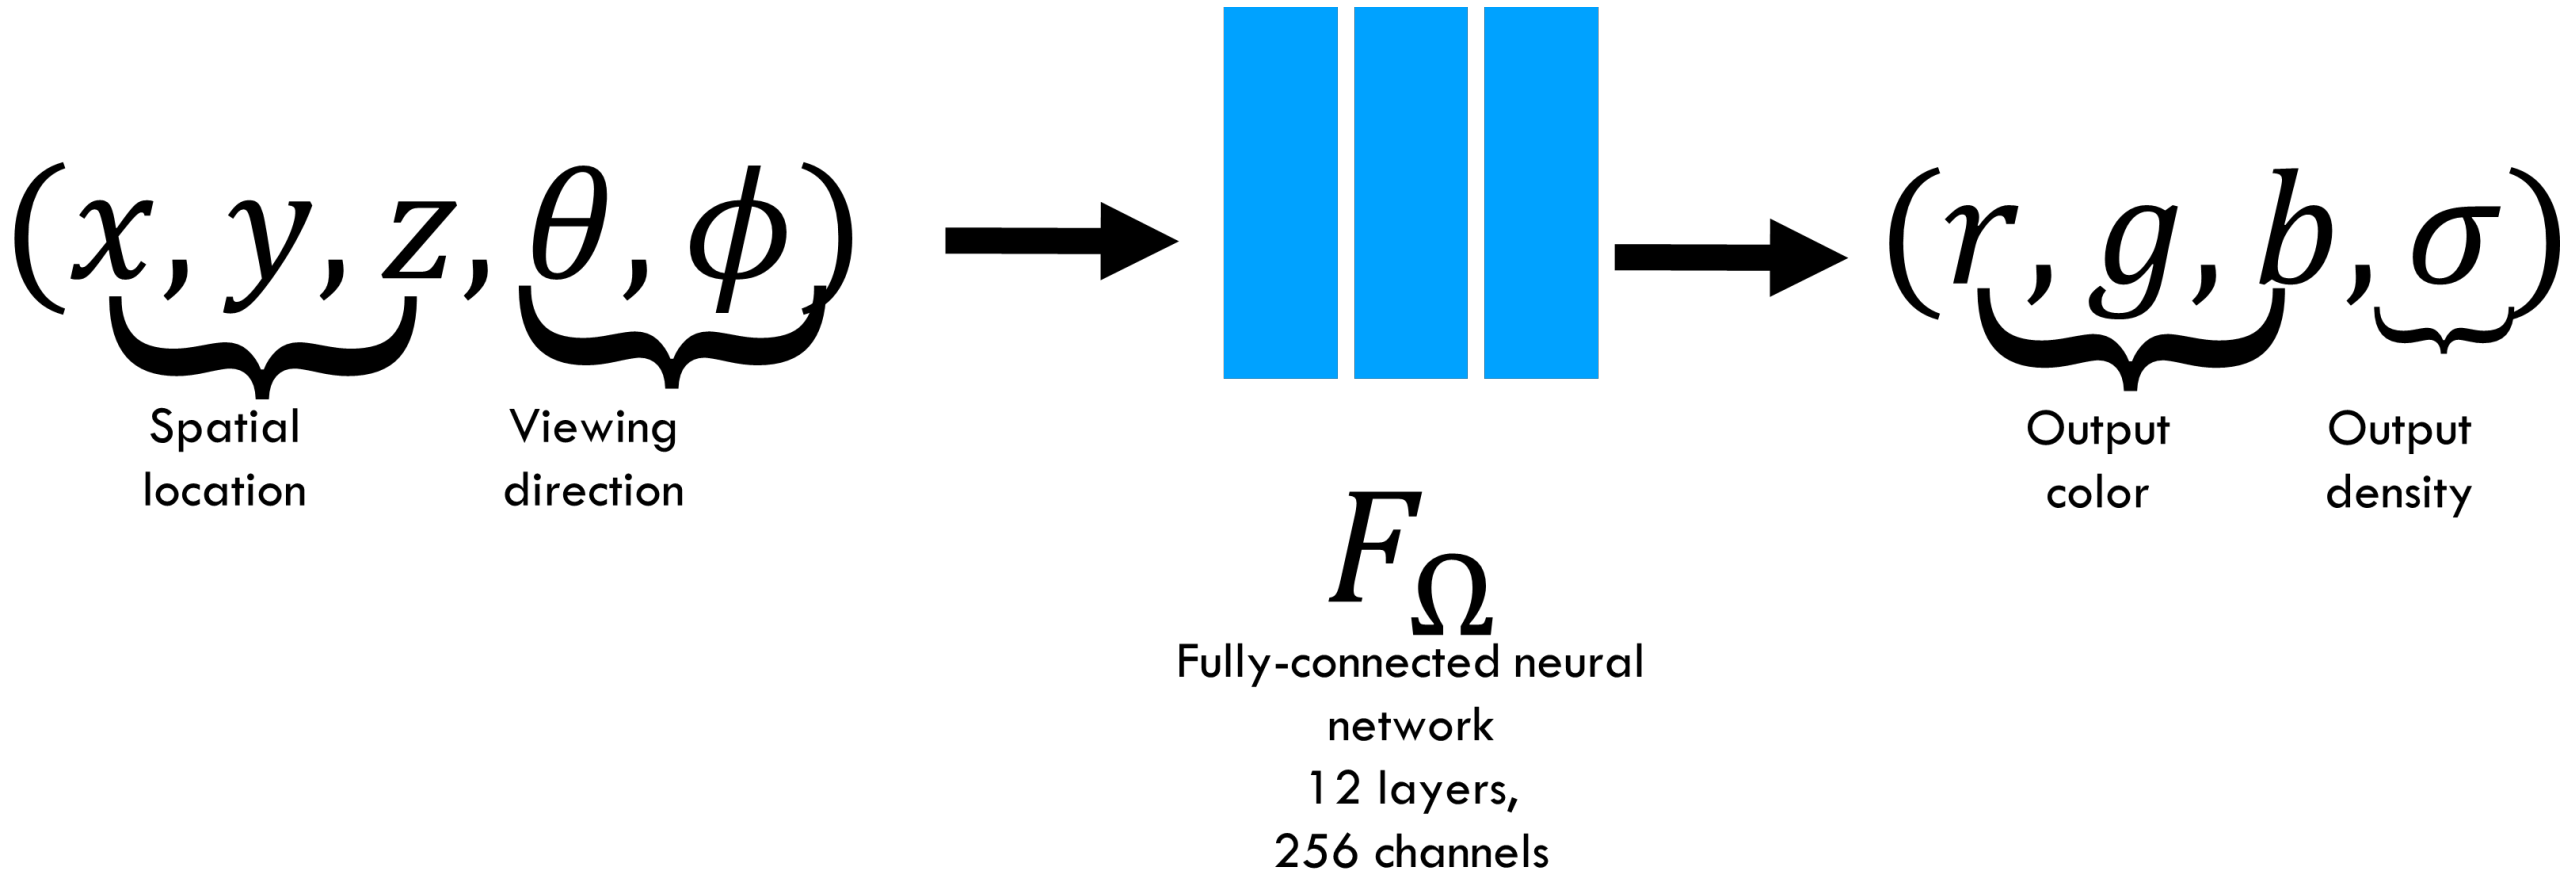 (x, y, z, θ, ϕ)
Spatial
location
Viewing
direction
F_Ω
Fully-connected neural
network
12 layers,
256 channels
(r, g, b, σ)
Output
color
Output
density